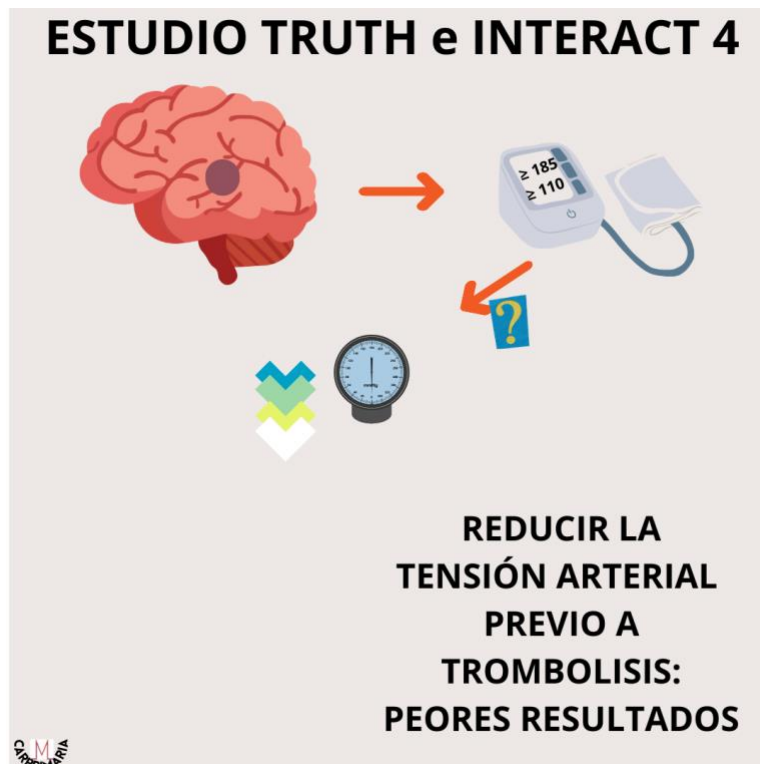 ESTUDIO TRUTH e INTERACT 4
≥ 185
≥ 110
?
REDUCIR LA
TENSIÓN ARTERIAL
PREVIO A
TROMBOLISIS:
PEORES RESULTADOS
M